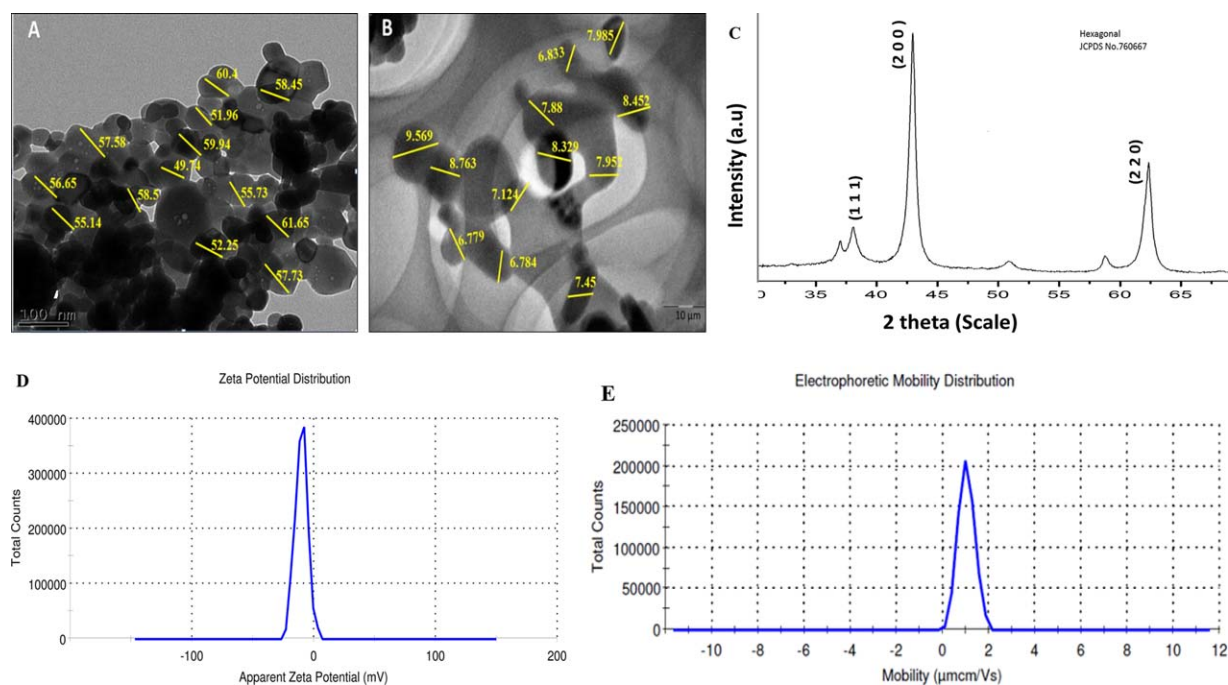 A
60.4
58.45
51.96
57.58
59.94
49.74
56.65
58.5
55.73
55.14
61.65
52.25
57.73
100 nm
B
7.985
6.833
7.88
8.452
9.569
8.329
8.763
7.952
7.124
6.779
6.784
7.45
10 µm
C
Hexagonal
JCPDS No.760667
(2 0 0)
(1 1 1)
(2 2 0)
Intensity (a.u)
35 40 45 50 55 60 65
2 theta (Scale)
D
Zeta Potential Distribution
400000
300000
200000
100000
0
Total Counts
-100 0 100 200
Apparent Zeta Potential (mV)
E
Electrophoretic Mobility Distribution
250000
200000
150000
100000
50000
0
Total Counts
-10 -8 -6 -4 -2 0 2 4 6 8 10 12
Mobility (µmcm/Vs)